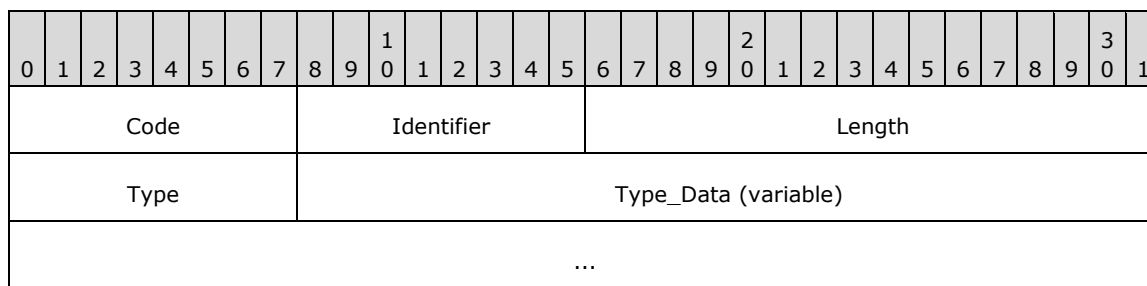 1 2 3
0 1 2 3 4 5 6 7 8 9 0 1 2 3 4 5 6 7 8 9 0 1 2 3 4 5 6 7 8 9 0 1
Code Identifier Length
Type Type_Data (variable)
...